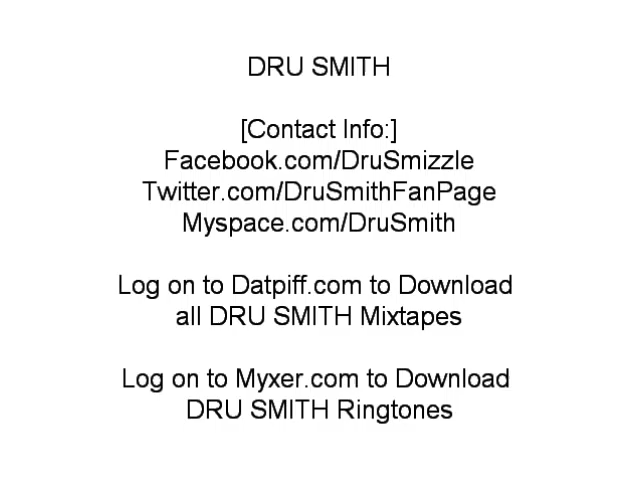 DRU SMITH
[Contact Info:]
Facebook.com/DruSmizzle
Twitter.com/DruSmithFanPage
Myspace.com/DruSmith
Log on to Datpiff.com to Download
all DRU SMITH Mixtapes
Log on to Myxer.com to Download
DRU SMITH Ringtones